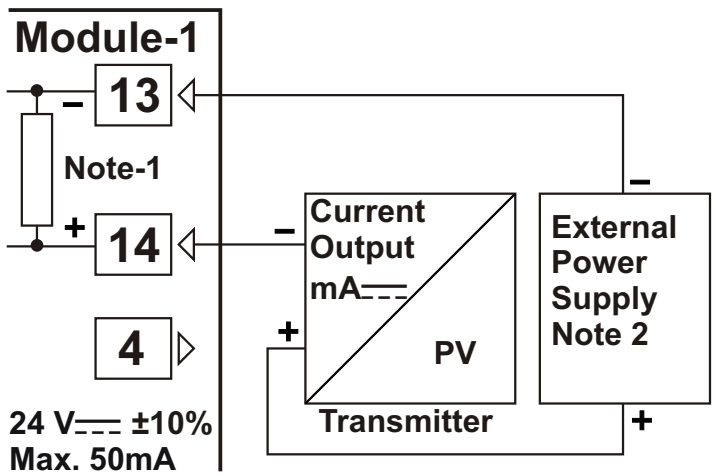 Module-1
– 13
Note-1
+ 14
4
24 V ±10%
Max. 50mA
–
Current
Output
mA
+
PV
Transmitter
–
External
Power
Supply
Note 2
+